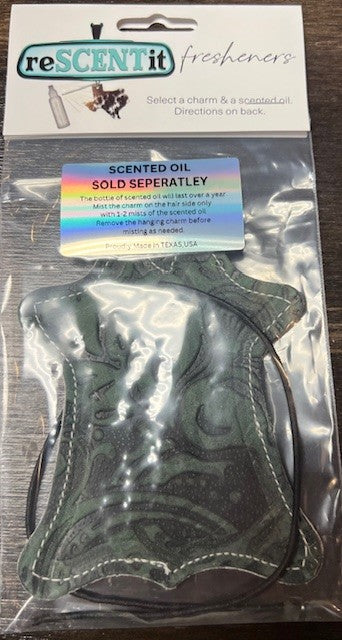 reSCENTit fresheners
Select a charm & a scented oil.
Directions on back.
SCENTED OIL
SOLD SEPERATLEY
The bottle of scented oil will last over a year.
Mist the charm on the hair side only
with 1-2 mists of the scented oil.
Remove the hanging charm before
misting as needed.
Proudly Made in TEXAS,USA